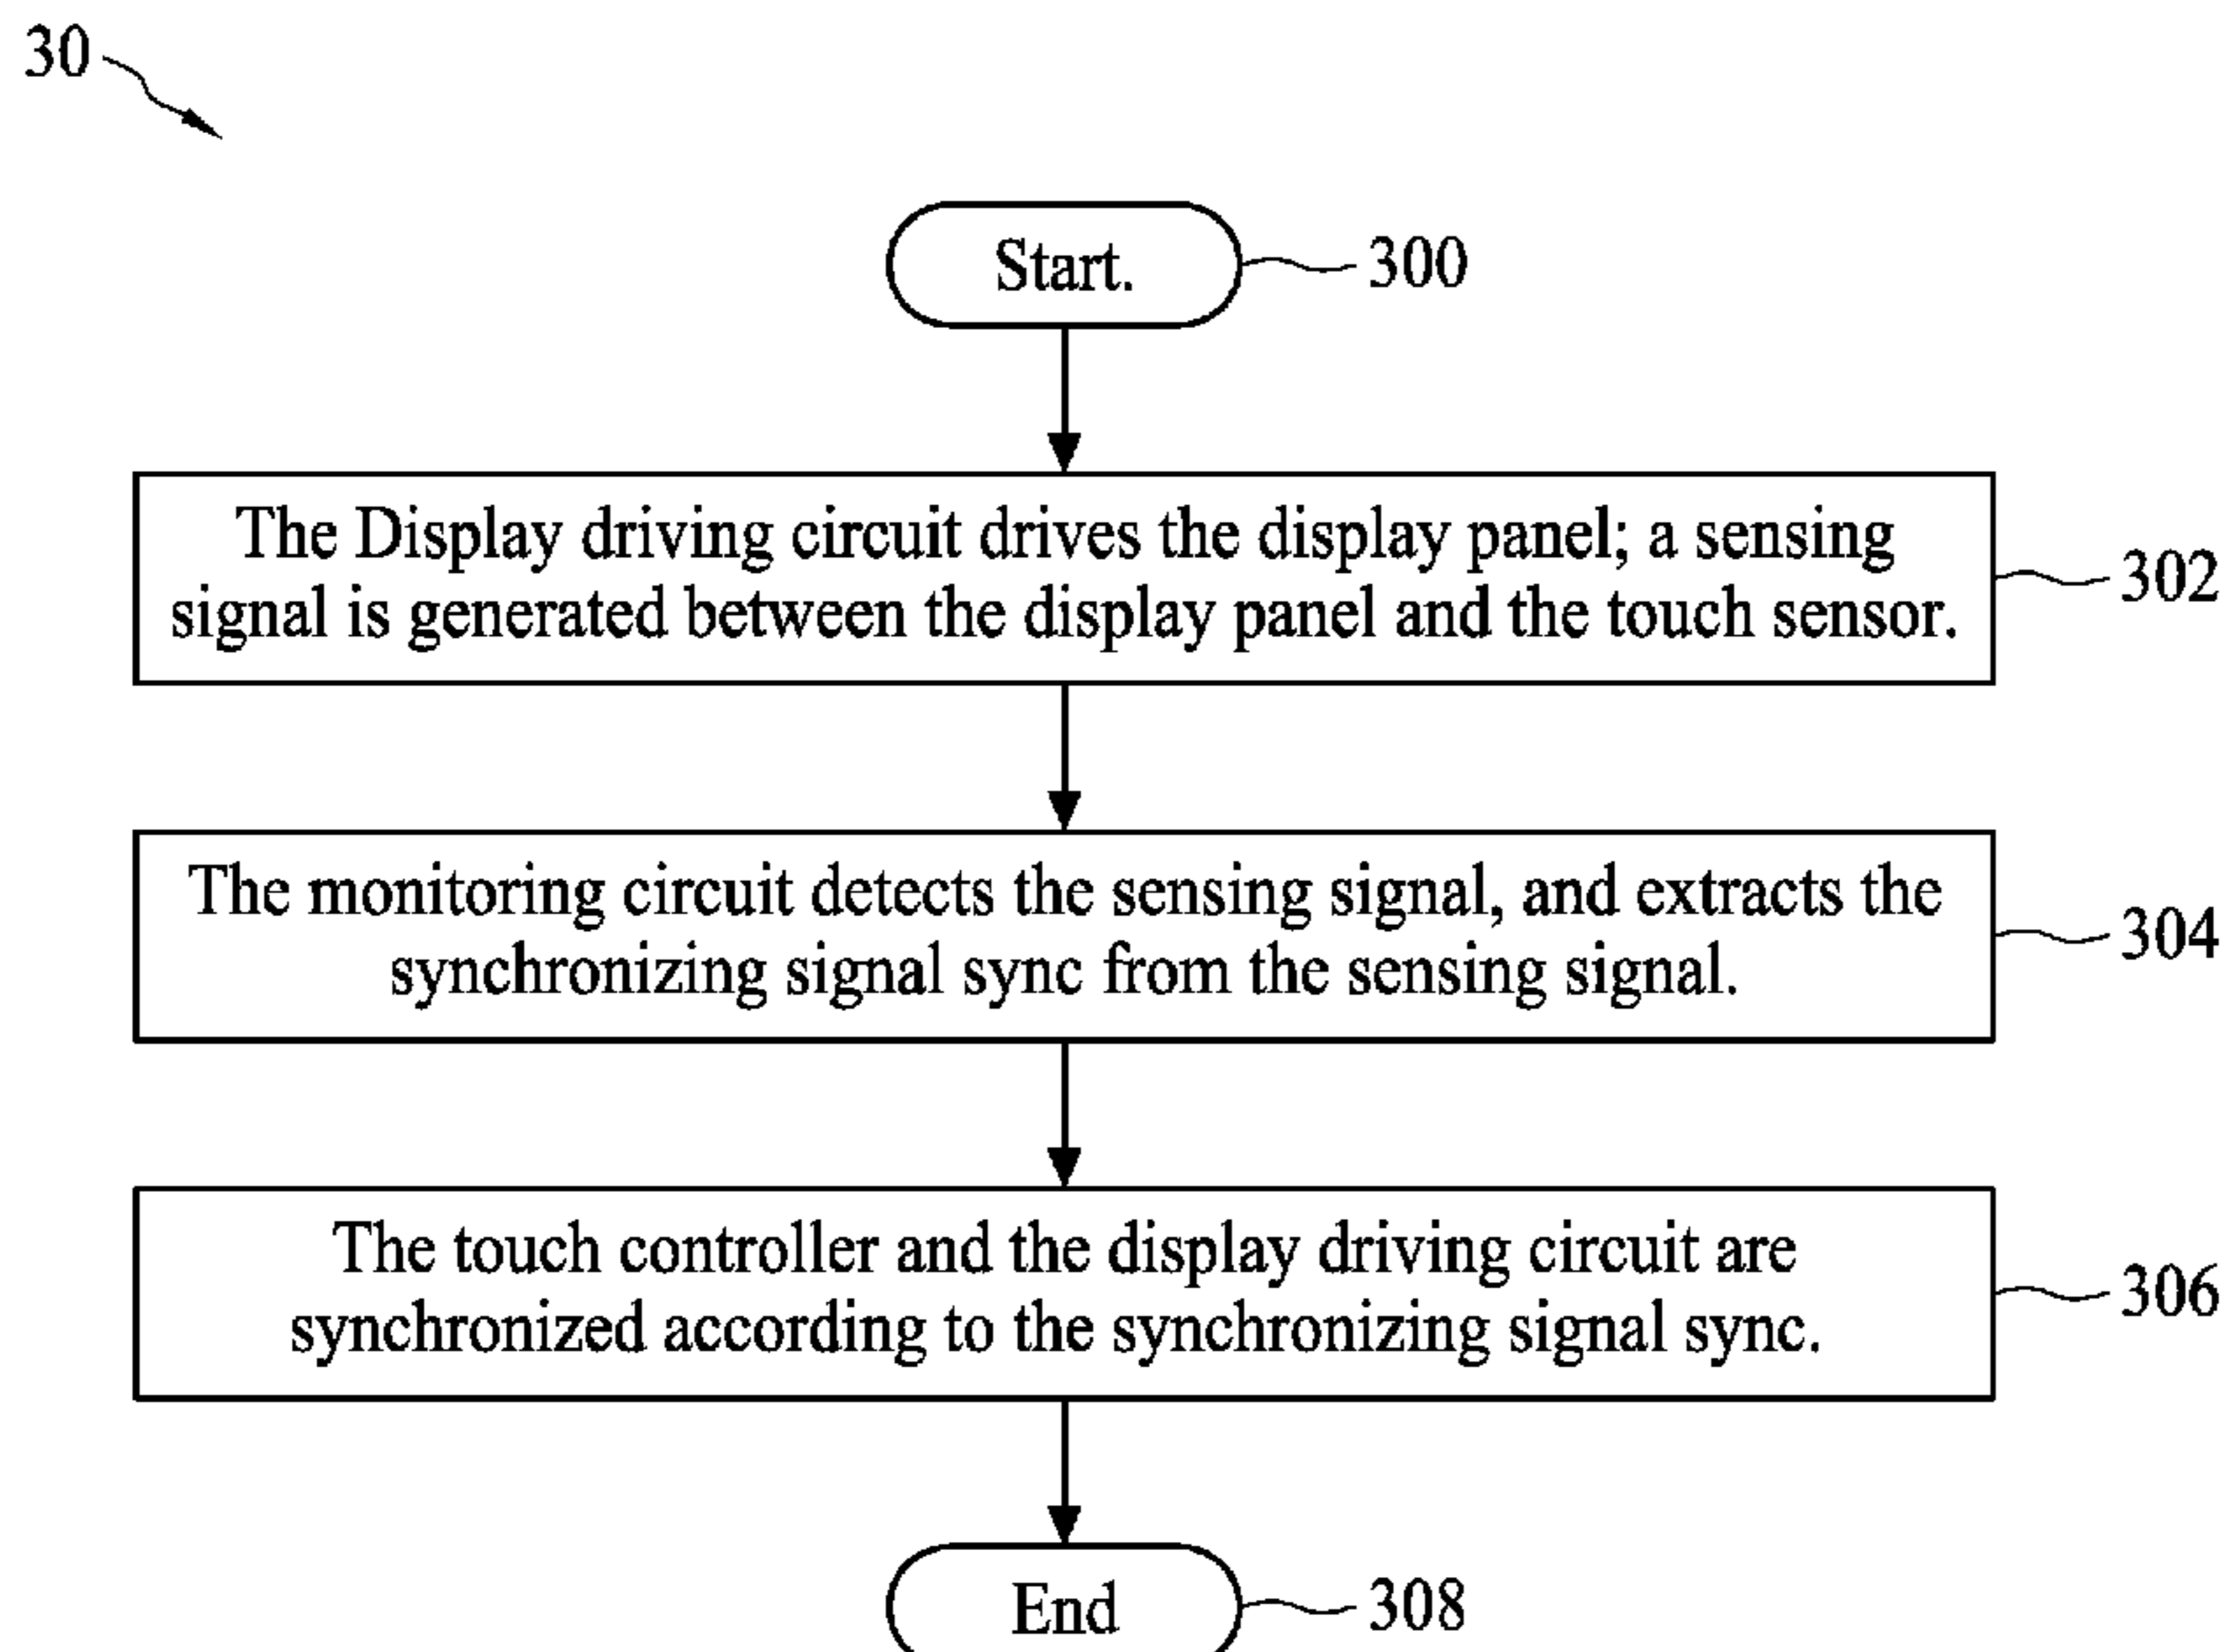 30
Start.
300
The Display driving circuit drives the display panel; a sensing
signal is generated between the display panel and the touch sensor.
302
The monitoring circuit detects the sensing signal, and extracts the
synchronizing signal sync from the sensing signal.
304
The touch controller and the display driving circuit are
synchronized according to the synchronizing signal sync.
306
End
308